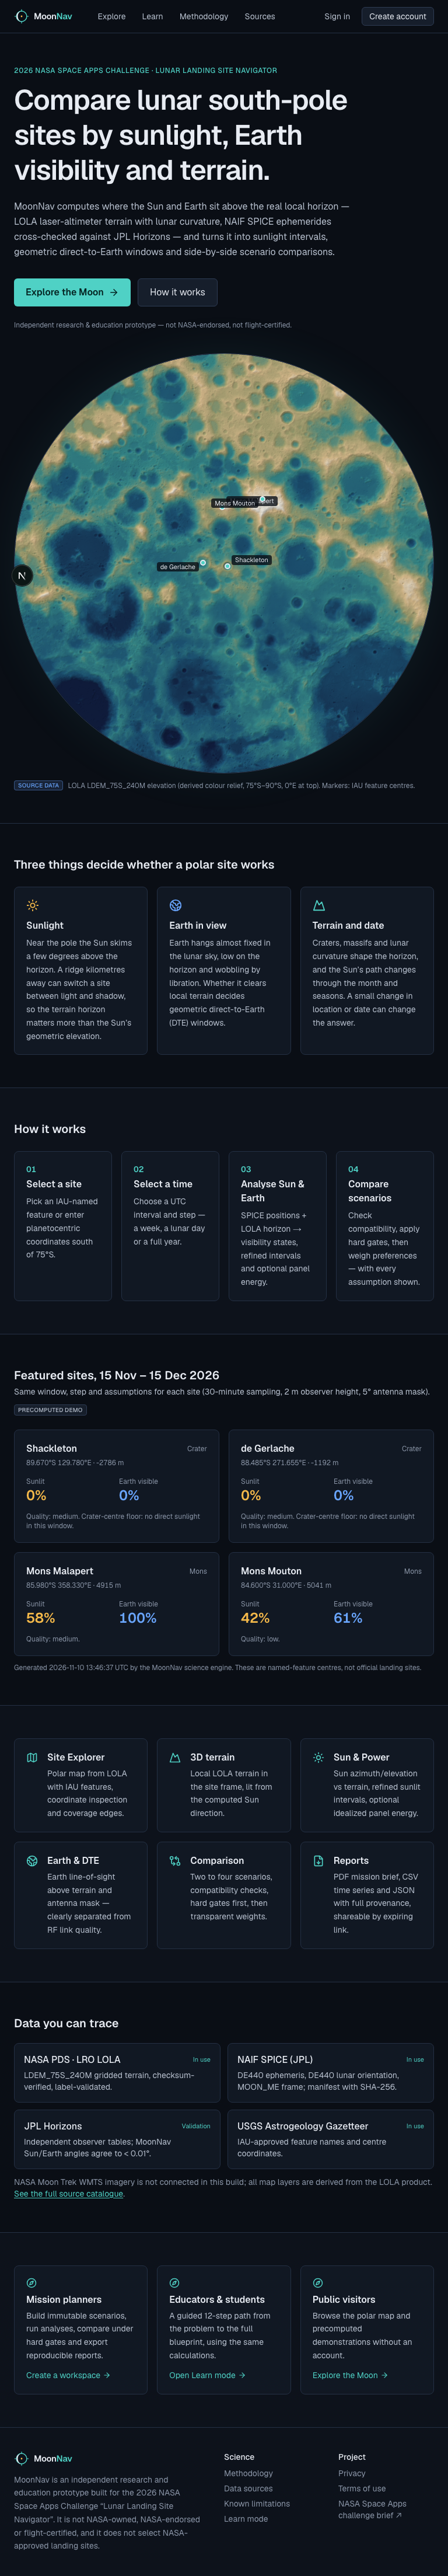 MoonNav
Explore
Learn
Methodology
Sources
Sign in
Create account
2026 NASA SPACE APPS CHALLENGE · LUNAR LANDING SITE NAVIGATOR
Compare lunar south-pole
sites by sunlight, Earth
visibility and terrain.
MoonNav computes where the Sun and Earth sit above the real local horizon —
LOLA laser-altimeter terrain with lunar curvature, NAIF SPICE ephemerides
cross-checked against JPL Horizons — and turns it into sunlight intervals,
geometric direct-to-Earth windows and side-by-side scenario comparisons.
Explore the Moon →
How it works
Independent research & education prototype — not NASA-endorsed, not flight-certified.
Mons Mouton
de Gerlache
Shackleton
N
SOURCE DATA
LOLA LDEM_75S_240M elevation (derived colour relief, 75°S–90°S, 0°E at top). Markers: IAU feature centres.
Three things decide whether a polar site works
Sunlight
Near the pole the Sun skims
a few degrees above the
horizon. A ridge kilometres
away can switch a site
between light and shadow,
so the terrain horizon
matters more than the Sun's
geometric elevation.
Earth in view
Earth hangs almost fixed in
the lunar sky, low on the
horizon and wobbling by
libration. Whether it clears
local terrain decides
geometric direct-to-Earth
(DTE) windows.
Terrain and date
Craters, massifs and lunar
curvature shape the horizon,
and the Sun's path changes
through the month and
seasons. A small change in
location or date can change
the answer.
How it works
01
Select a site
Pick an IAU-named
feature or enter
planetocentric
coordinates south
of 75°S.
02
Select a time
Choose a UTC
interval and step —
a week, a lunar day
or a full year.
03
Analyse Sun &
Earth
SPICE positions +
LOLA horizon →
visibility states,
refined intervals
and optional panel
energy.
04
Compare
scenarios
Check
compatibility, apply
hard gates, then
weigh preferences
— with every
assumption shown.
Featured sites, 15 Nov – 15 Dec 2026
Same window, step and assumptions for each site (30-minute sampling, 2 m observer height, 5° antenna mask).
PRECOMPUTED DEMO
Shackleton
Crater
89.670°S 129.780°E · -2786 m
Sunlit
Earth visible
0%
0%
Quality: medium. Crater-centre floor: no direct sunlight
in this window.
de Gerlache
Crater
88.485°S 271.655°E · -1192 m
Sunlit
Earth visible
0%
0%
Quality: medium. Crater-centre floor: no direct sunlight
in this window.
Mons Malapert
Mons
85.980°S 358.330°E · 4915 m
Sunlit
Earth visible
58%
100%
Quality: medium.
Mons Mouton
Mons
84.600°S 31.000°E · 5041 m
Sunlit
Earth visible
42%
61%
Quality: low.
Generated 2026-11-10 13:46:37 UTC by the MoonNav science engine. These are named-feature centres, not official landing sites.
Site Explorer
Polar map from LOLA
with IAU features,
coordinate inspection
and coverage edges.
3D terrain
Local LOLA terrain in
the site frame, lit from
the computed Sun
direction.
Sun & Power
Sun azimuth/elevation
vs terrain, refined sunlit
intervals, optional
idealized panel energy.
Earth & DTE
Earth line-of-sight
above terrain and
antenna mask —
clearly separated from
RF link quality.
Comparison
Two to four scenarios,
compatibility checks,
hard gates first, then
transparent weights.
Reports
PDF mission brief, CSV
time series and JSON
with full provenance,
shareable by expiring
link.
Data you can trace
NASA PDS · LRO LOLA
In use
LDEM_75S_240M gridded terrain, checksum-
verified, label-validated.
NAIF SPICE (JPL)
In use
DE440 ephemeris, DE440 lunar orientation,
MOON_ME frame; manifest with SHA-256.
JPL Horizons
Validation
Independent observer tables; MoonNav
Sun/Earth angles agree to < 0.01°.
USGS Astrogeology Gazetteer
In use
IAU-approved feature names and centre
coordinates.
NASA Moon Trek WMTS imagery is not connected in this build; all map layers are derived from the LOLA product.
See the full source catalogue.
Mission planners
Build immutable scenarios,
run analyses, compare under
hard gates and export
reproducible reports.
Create a workspace →
Educators & students
A guided 12-step path from
the problem to the full
blueprint, using the same
calculations.
Open Learn mode →
Public visitors
Browse the polar map and
precomputed
demonstrations without an
account.
Explore the Moon →
MoonNav
MoonNav is an independent research and
education prototype built for the 2026 NASA
Space Apps Challenge "Lunar Landing Site
Navigator". It is not NASA-owned, NASA-endorsed
or flight-certified, and it does not select NASA-
approved landing sites.
Science
Methodology
Data sources
Known limitations
Learn mode
Project
Privacy
Terms of use
NASA Space Apps
challenge brief ↗